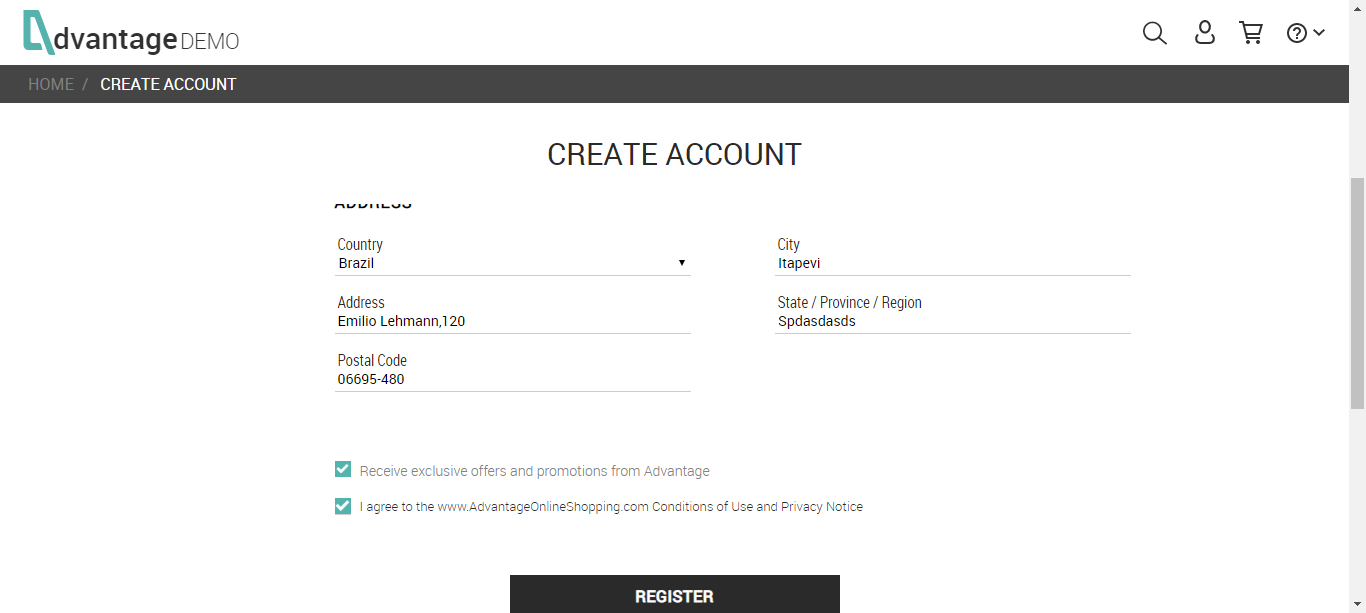 dvantage DEMO
HOME / CREATE ACCOUNT
CREATE ACCOUNT
ADDRESS
Country
Brazil
City
Itapevi
Address
Emilio Lehmann,120
State / Province / Region
Spdasdasds
Postal Code
06695-480
Receive exclusive offers and promotions from Advantage
I agree to the www.AdvantageOnlineShopping.com Conditions of Use and Privacy Notice
REGISTER